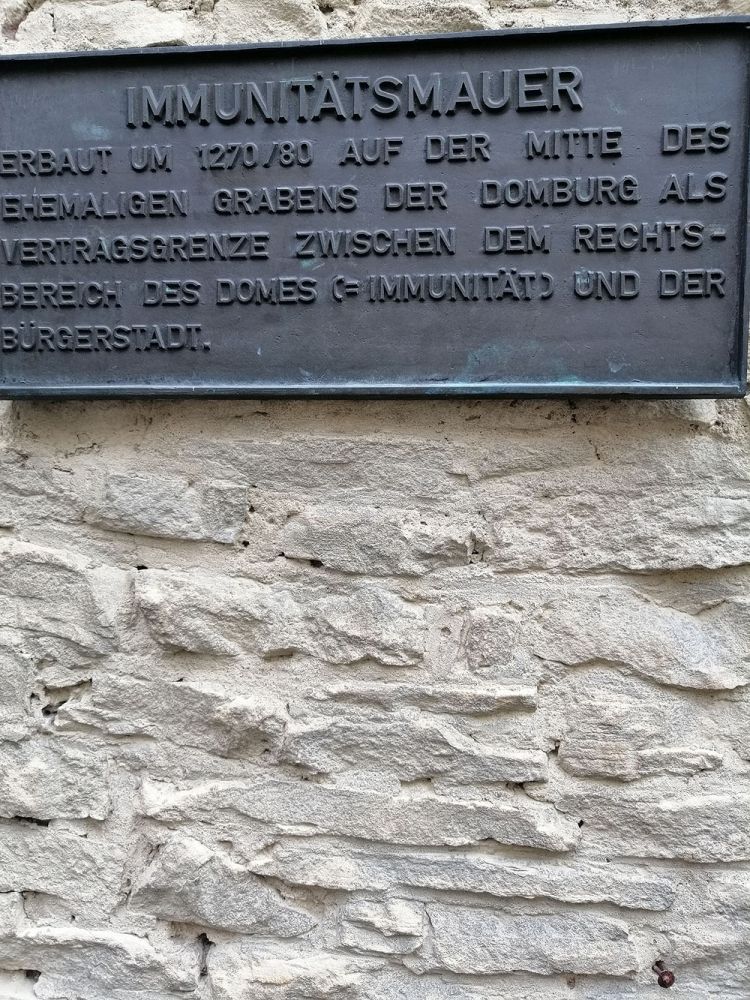 IMMUNITÄTSMAUER
ERBAUT UM 1270/80 AUF DER MITTE DES
EHEMALIGEN GRABENS DER DOMBURG ALS
VERTRAGSGRENZE ZWISCHEN DEM RECHTS-
BEREICH DES DOMES (=IMMUNITÄT) UND DER
BÜRGERSTADT.